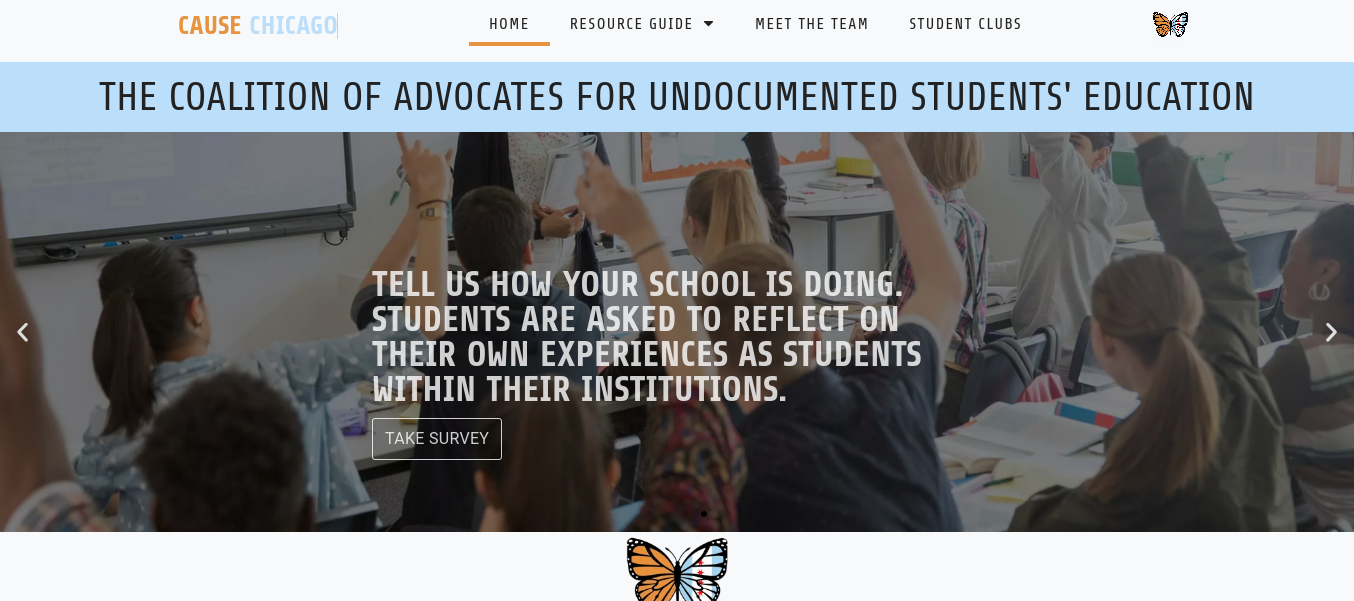 CAUSE CHICAGO
HOME
RESOURCE GUIDE
MEET THE TEAM
STUDENT CLUBS
THE COALITION OF ADVOCATES FOR UNDOCUMENTED STUDENTS' EDUCATION
TELL US HOW YOUR SCHOOL IS DOING.
STUDENTS ARE ASKED TO REFLECT ON
THEIR OWN EXPERIENCES AS STUDENTS
WITHIN THEIR INSTITUTIONS.
TAKE SURVEY